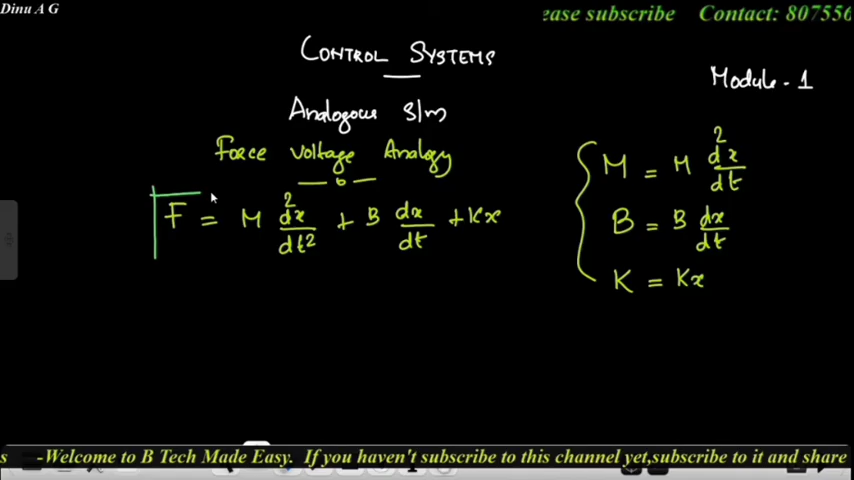 Dinu A G
ease subscribe Contact: 807556
CONTROL SYSTEMS
Module - 1
Analogous S/m
Force voltage Analogy
F = M d²x/dt² + B dx/dt + Kx
M = M d²x/dt
B = B dx/dt
K = Kx
s -Welcome to B Tech Made Easy. If you haven't subscribe to this channel yet,subscribe to it and share